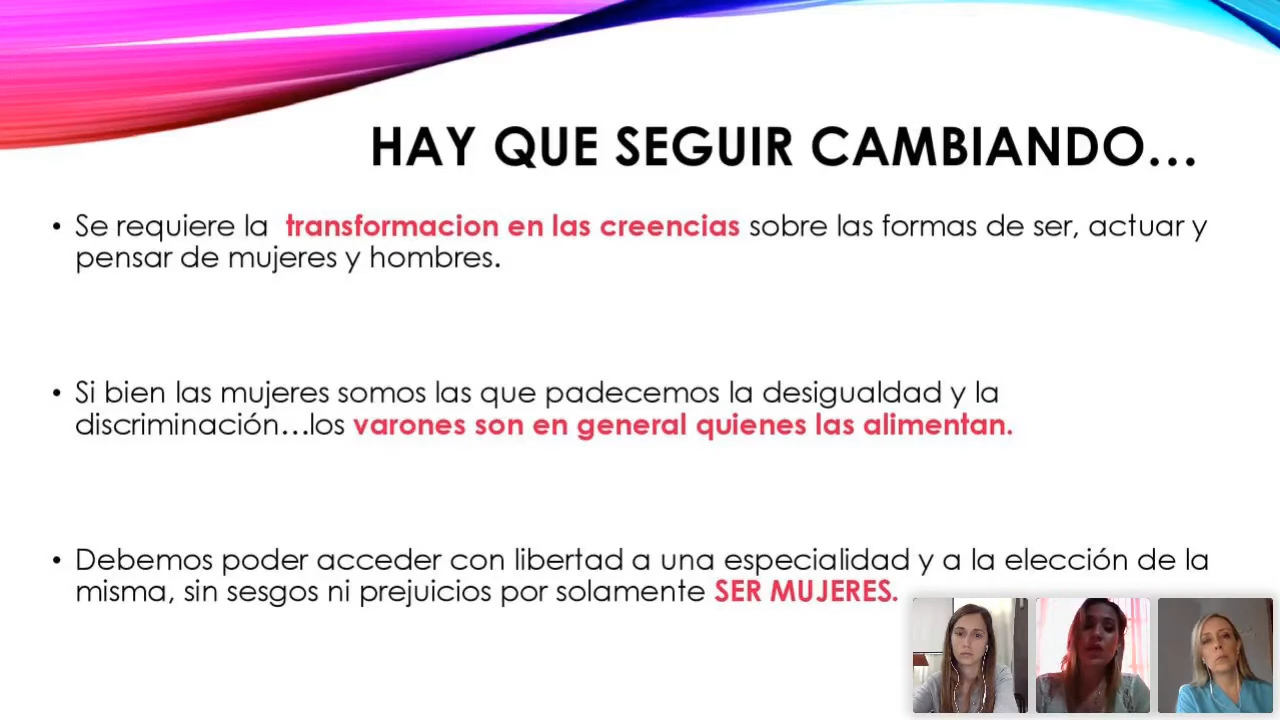 HAY QUE SEGUIR CAMBIANDO...
• Se requiere la transformacion en las creencias sobre las formas de ser, actuar y
pensar de mujeres y hombres.
• Si bien las mujeres somos las que padecemos la desigualdad y la
discriminación...los varones son en general quienes las alimentan.
• Debemos poder acceder con libertad a una especialidad y a la elección de la
misma, sin sesgos ni prejuicios por solamente SER MUJERES.